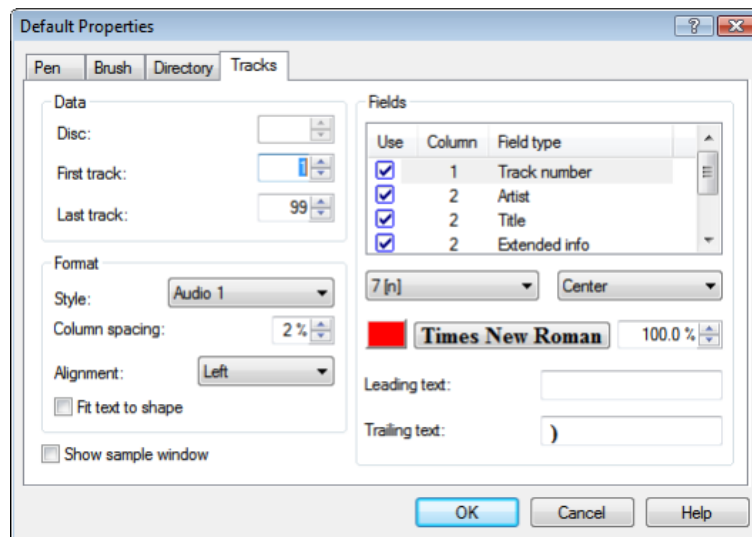 Default Properties
Pen Brush Directory Tracks
Data
Disc:
First track: 1
Last track: 99
Format
Style: Audio 1
Column spacing: 2 %
Alignment: Left
Fit text to shape
Show sample window
Fields
Use Column Field type
1 Track number
2 Artist
2 Title
2 Extended info
7 [n] Center
Times New Roman 100.0 %
Leading text:
Trailing text: )
OK Cancel Help